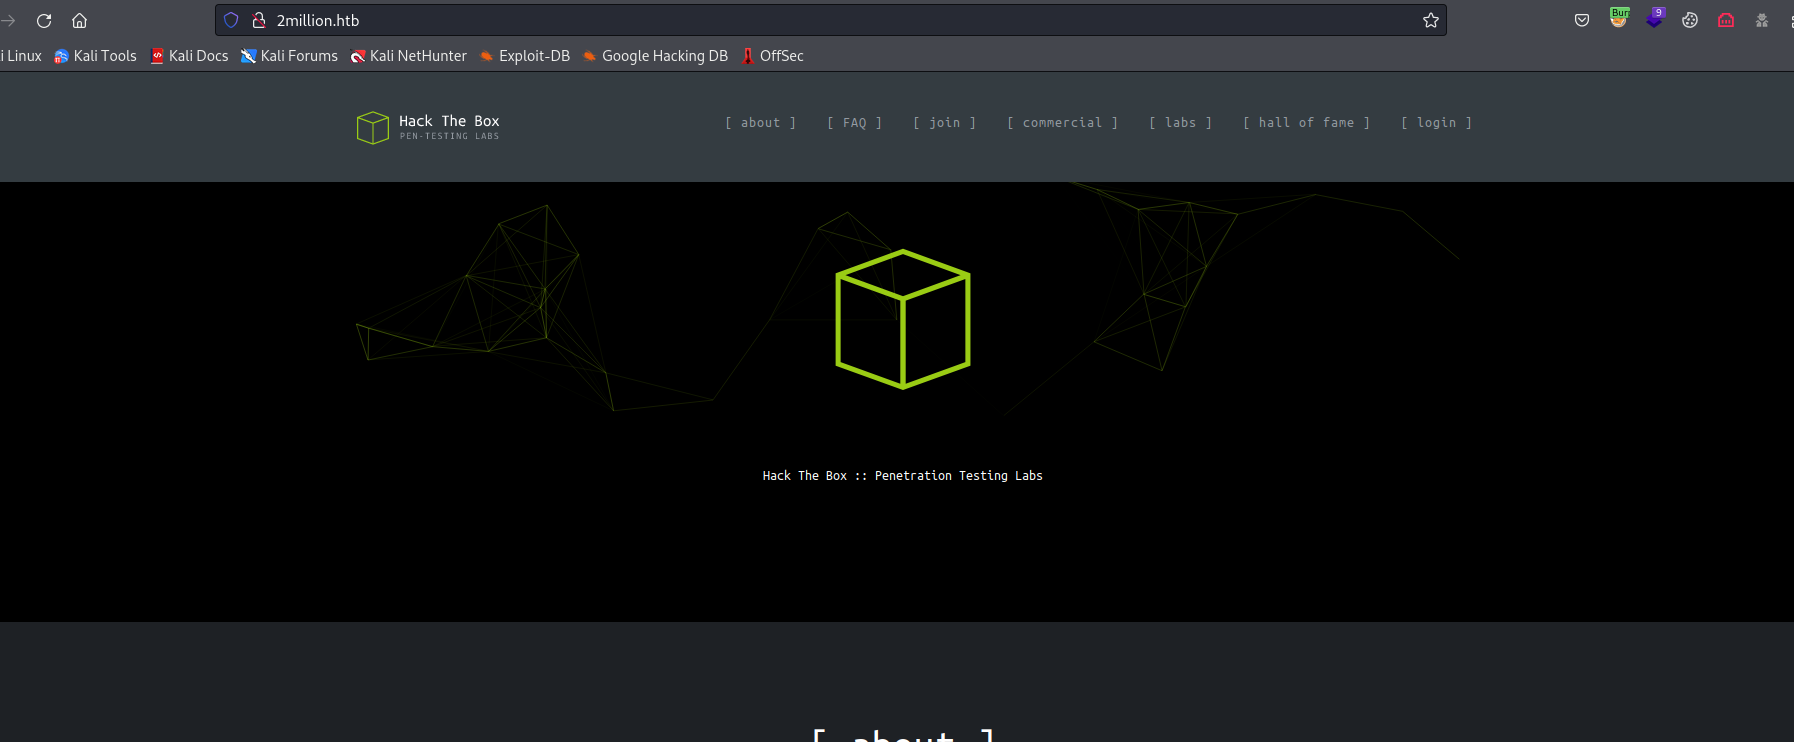 2million.htb
Burr
9
i Linux Kali Tools Kali Docs Kali Forums Kali NetHunter Exploit-DB Google Hacking DB OffSec
Hack The Box
PEN-TESTING LABS
[ about ] [ FAQ ] [ join ] [ commercial ] [ labs ] [ hall of fame ] [ login ]
Hack The Box :: Penetration Testing Labs
[ about ]